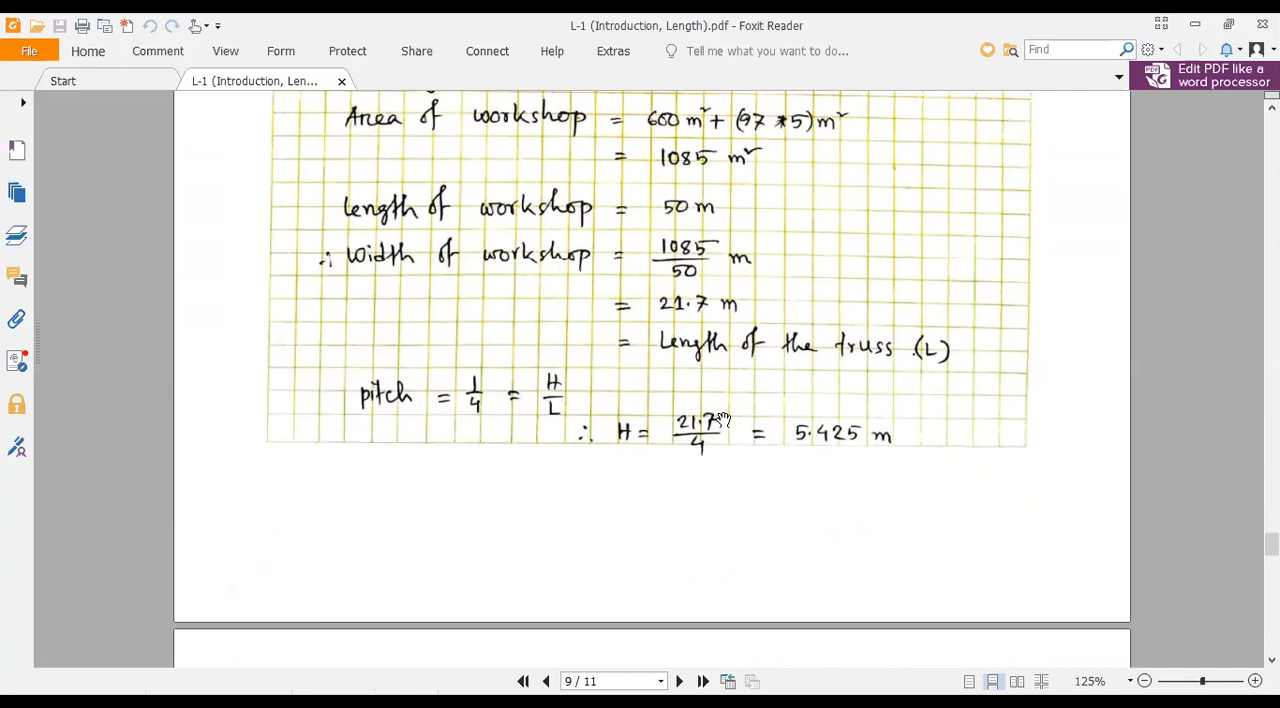 L-1 (Introduction, Length).pdf - Foxit Reader
File Home Comment View Form Protect Share Connect Help Extras Tell me what you want to do... Find
Start L-1 (Introduction, Len... Edit PDF like a
word processor
Area of workshop = 600 m² + (97 * 5) m²
= 1085 m²
Length of workshop = 50 m
∴ Width of workshop = 1085/50 m
= 21.7 m
= Length of the truss (L)
pitch = 1/4 = H/L
∴ H = 21.7/4 = 5.425 m
9 / 11 125%